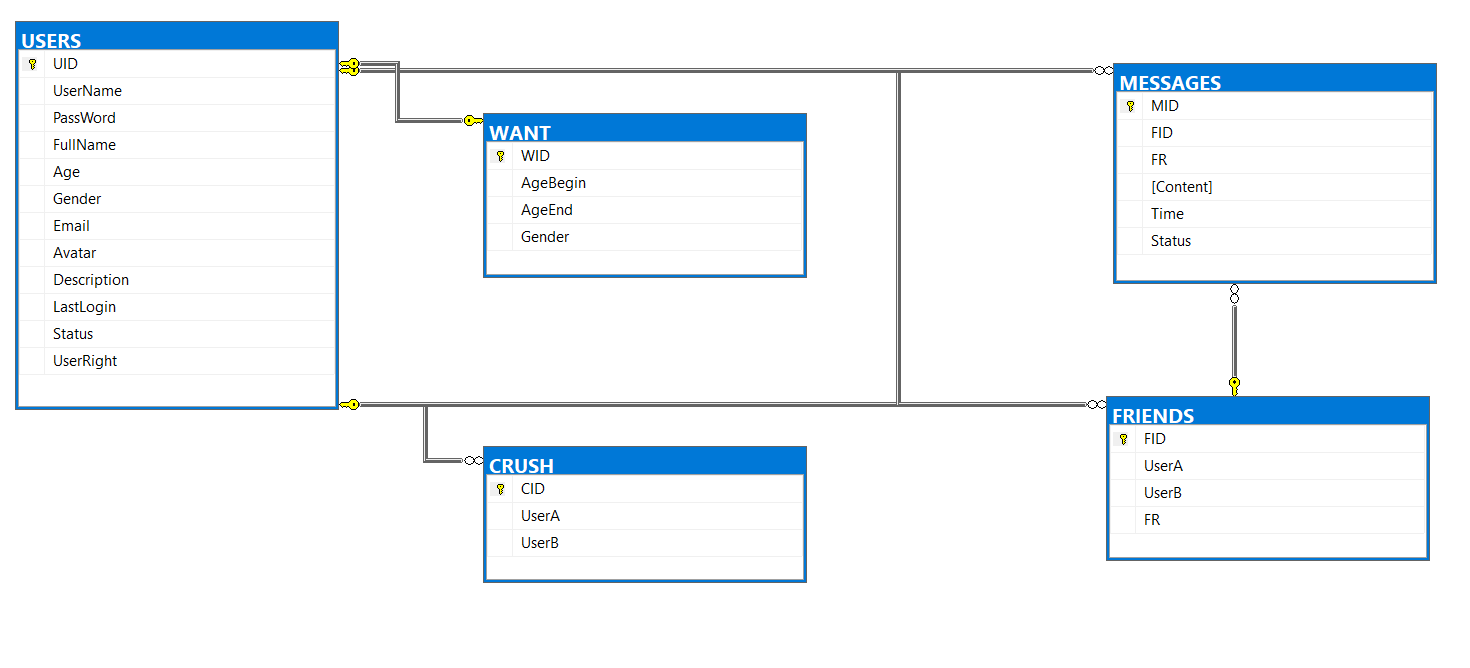 USERS
UID
UserName
PassWord
FullName
Age
Gender
Email
Avatar
Description
LastLogin
Status
UserRight
WANT
WID
AgeBegin
AgeEnd
Gender
CRUSH
CID
UserA
UserB
MESSAGES
MID
FID
FR
[Content]
Time
Status
FRIENDS
FID
UserA
UserB
FR